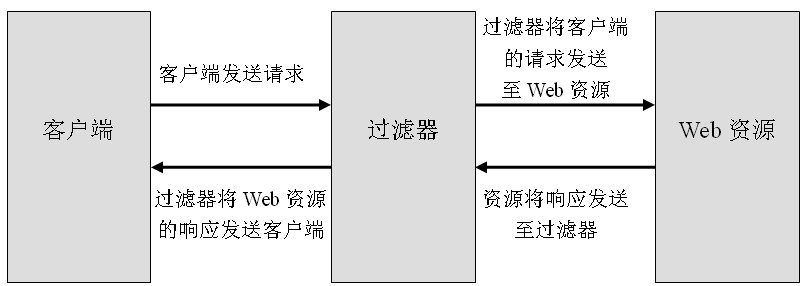 客户端
客户端发送请求
过滤器将 Web 资源
的响应发送客户端
过滤器
过滤器将客户端
的请求发送
至 Web 资源
资源将响应发送
至过滤器
Web 资源